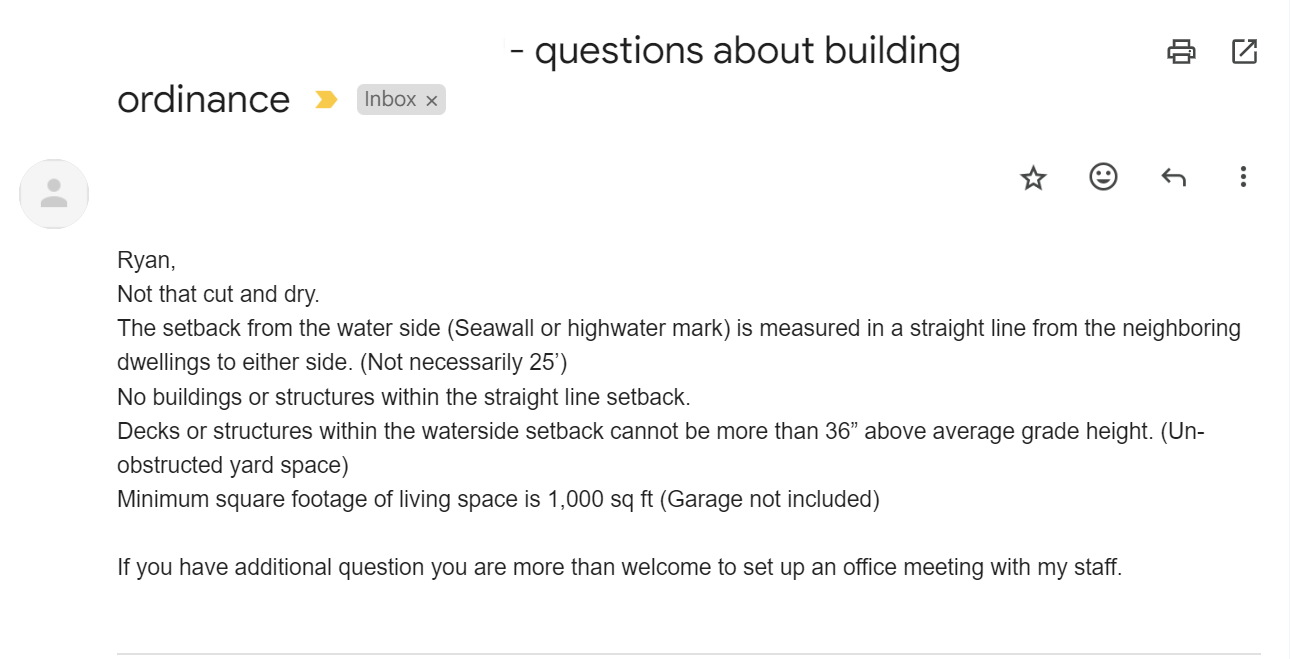 - questions about building
ordinance Inbox ×
Ryan,
Not that cut and dry.
The setback from the water side (Seawall or highwater mark) is measured in a straight line from the neighboring
dwellings to either side. (Not necessarily 25’)
No buildings or structures within the straight line setback.
Decks or structures within the waterside setback cannot be more than 36” above average grade height. (Un-
obstructed yard space)
Minimum square footage of living space is 1,000 sq ft (Garage not included)
If you have additional question you are more than welcome to set up an office meeting with my staff.